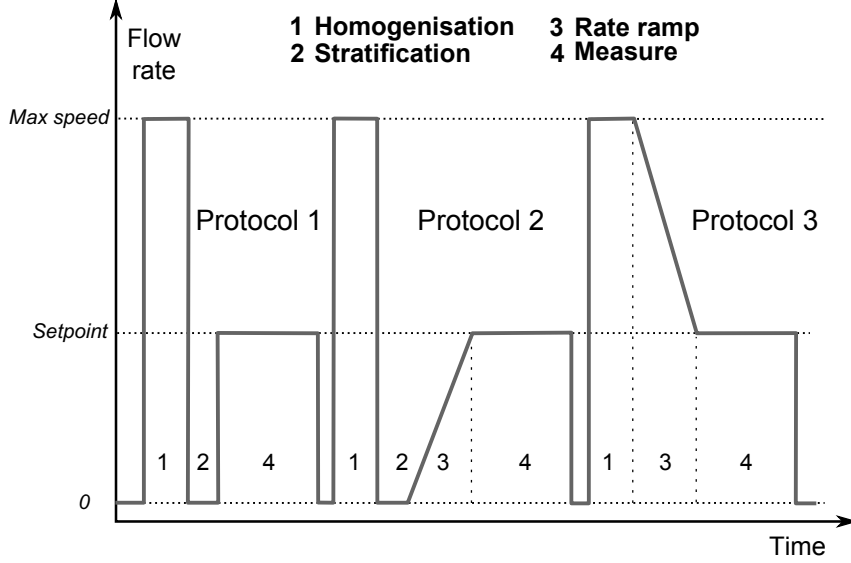 Flow
rate
1 Homogenisation
2 Stratification
3 Rate ramp
4 Measure
Max speed
Protocol 1
Protocol 2
Protocol 3
Setpoint
1 2 4 1 2 3 4 1 3 4
0
Time